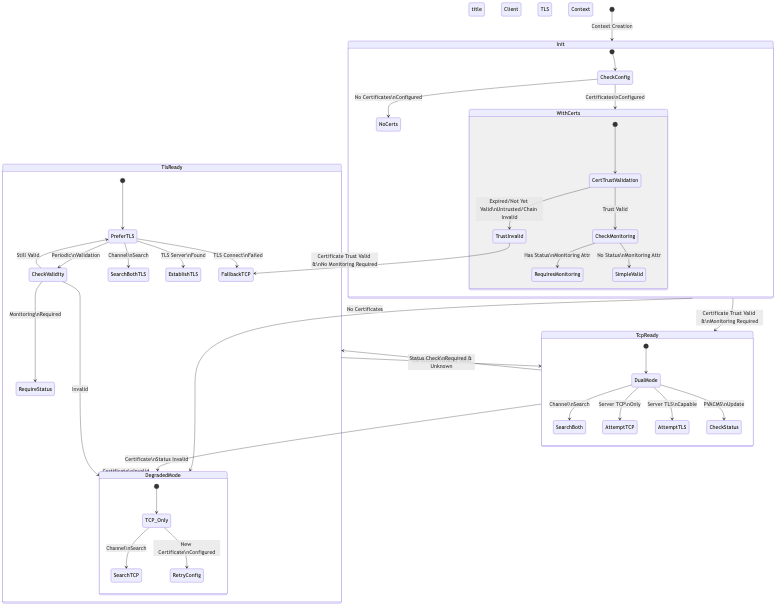 title
Client
TLS
Context
Context Creation
Init
CheckConfig
No Certificates\nConfigured
Certificates\nConfigured
NoCerts
WithCerts
CertTrustValidation
Expired/Not Yet
Valid\nUntrusted/Chain
Invalid
Trust Valid
TrustInvalid
CheckMonitoring
Has Status\nMonitoring Attr
No Status\nMonitoring Attr
RequiresMonitoring
SimpleValid
TlsReady
PreferTLS
Still Valid
Periodic\nValidation
Channel\nSearch
TLS Server\nFound
TLS Connect\nFailed
CheckValidity
SearchBothTLS
EstablishTLS
FallbackTCP
Certificate Trust Valid
&\nNo Monitoring Required
Monitoring\nRequired
Invalid
RequireStatus
No Certificates
Certificate Trust Valid
&\nMonitoring Required
Status Check\nRequired &
Unknown
TcpReady
DualMode
Channel\nSearch
Server TCP\nOnly
Server TLS\nCapable
PVACMS\nUpdate
SearchBoth
AttemptTCP
AttemptTLS
CheckStatus
Certificate\nStatus Invalid
Certificate\nInvalid
DegradedMode
TCP_Only
Channel\nSearch
New
Certificate\nConfigured
SearchTCP
RetryConfig